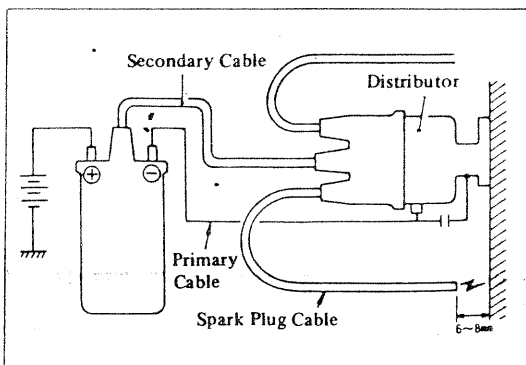 Secondary Cable
Distributor
⊕
⊖
Primary
Cable
Spark Plug Cable
6~8mm